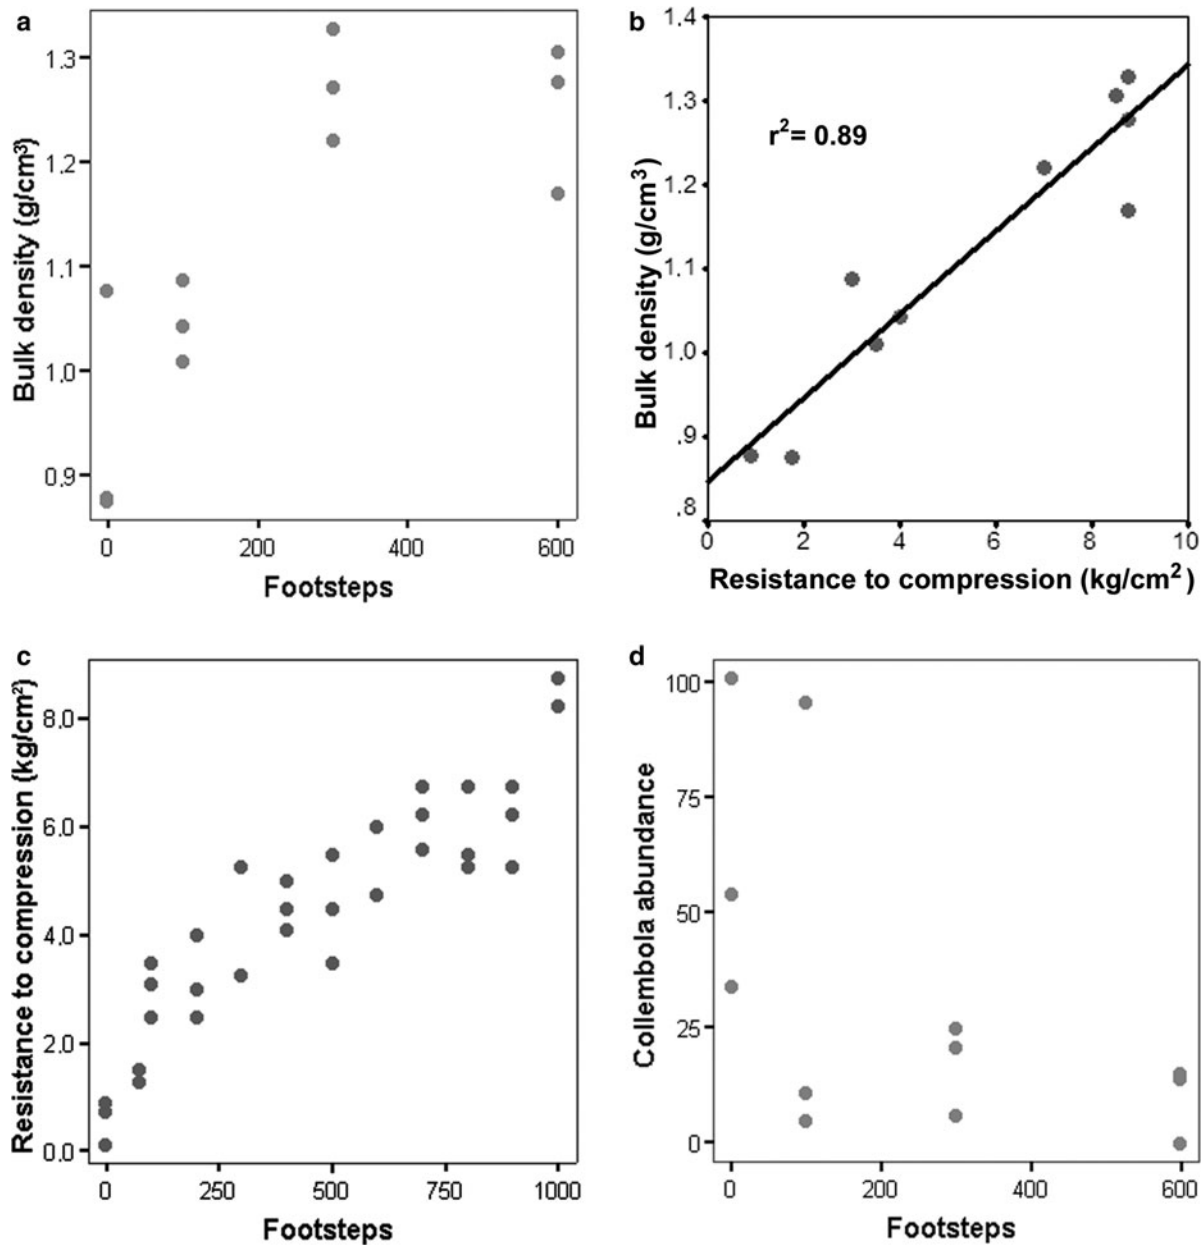 a
1.3
1.2
1.1
1.0
0.9
Bulk density (g/cm³)
0 200 400 600
Footsteps
b
1.4
1.3
1.2
1.1
1.0
.9
.8
Bulk density (g/cm³)
r²= 0.89
0 2 4 6 8 10
Resistance to compression (kg/cm²)
c
8.0
6.0
4.0
2.0
0.0
Resistance to compression (kg/cm²)
0 250 500 750 1000
Footsteps
d
100
75
50
25
0
Collembola abundance
0 200 400 600
Footsteps